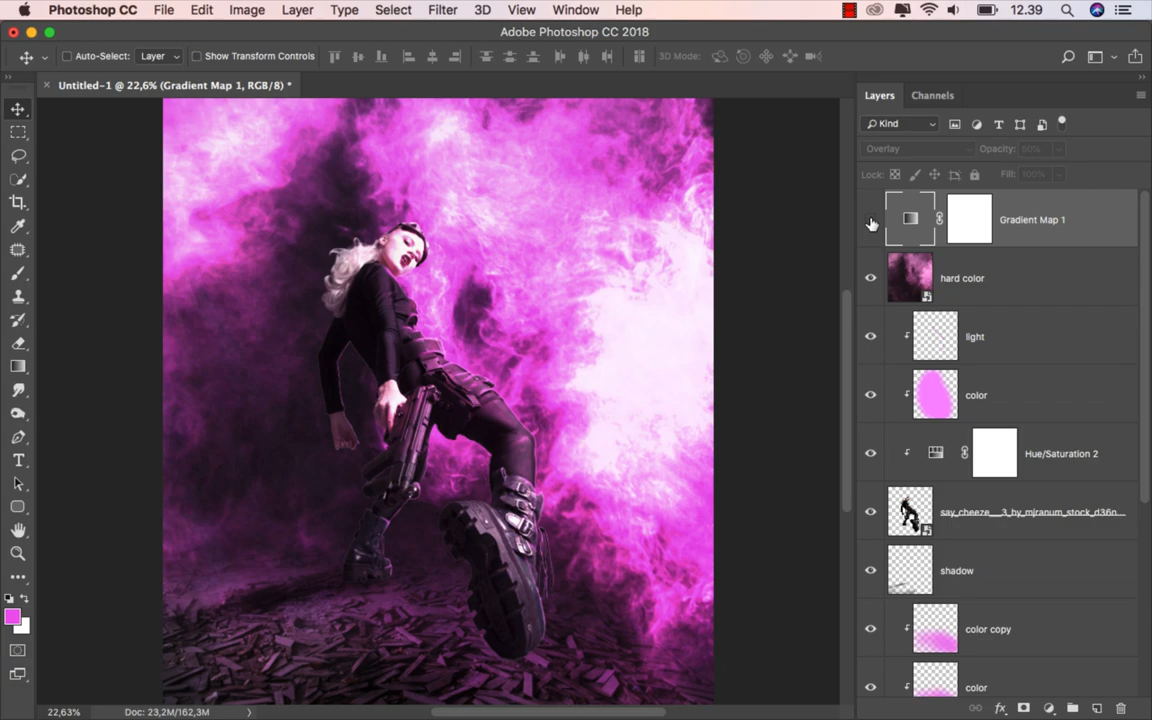 Photoshop CC File Edit Image Layer Type Select Filter 3D View Window Help 12.39
Adobe Photoshop CC 2018
Auto-Select: Layer Show Transform Controls 3D Mode:
Untitled-1 @ 22,6% (Gradient Map 1, RGB/8) *
Layers Channels
Kind
Overlay Opacity: 50%
Lock: Fill: 100%
Gradient Map 1
hard color
light
color
Hue/Saturation 2
say_cheeze__3_by_mjranum_stock_d36n...
shadow
color copy
color
22,63% Doc: 23,2M/162,3M